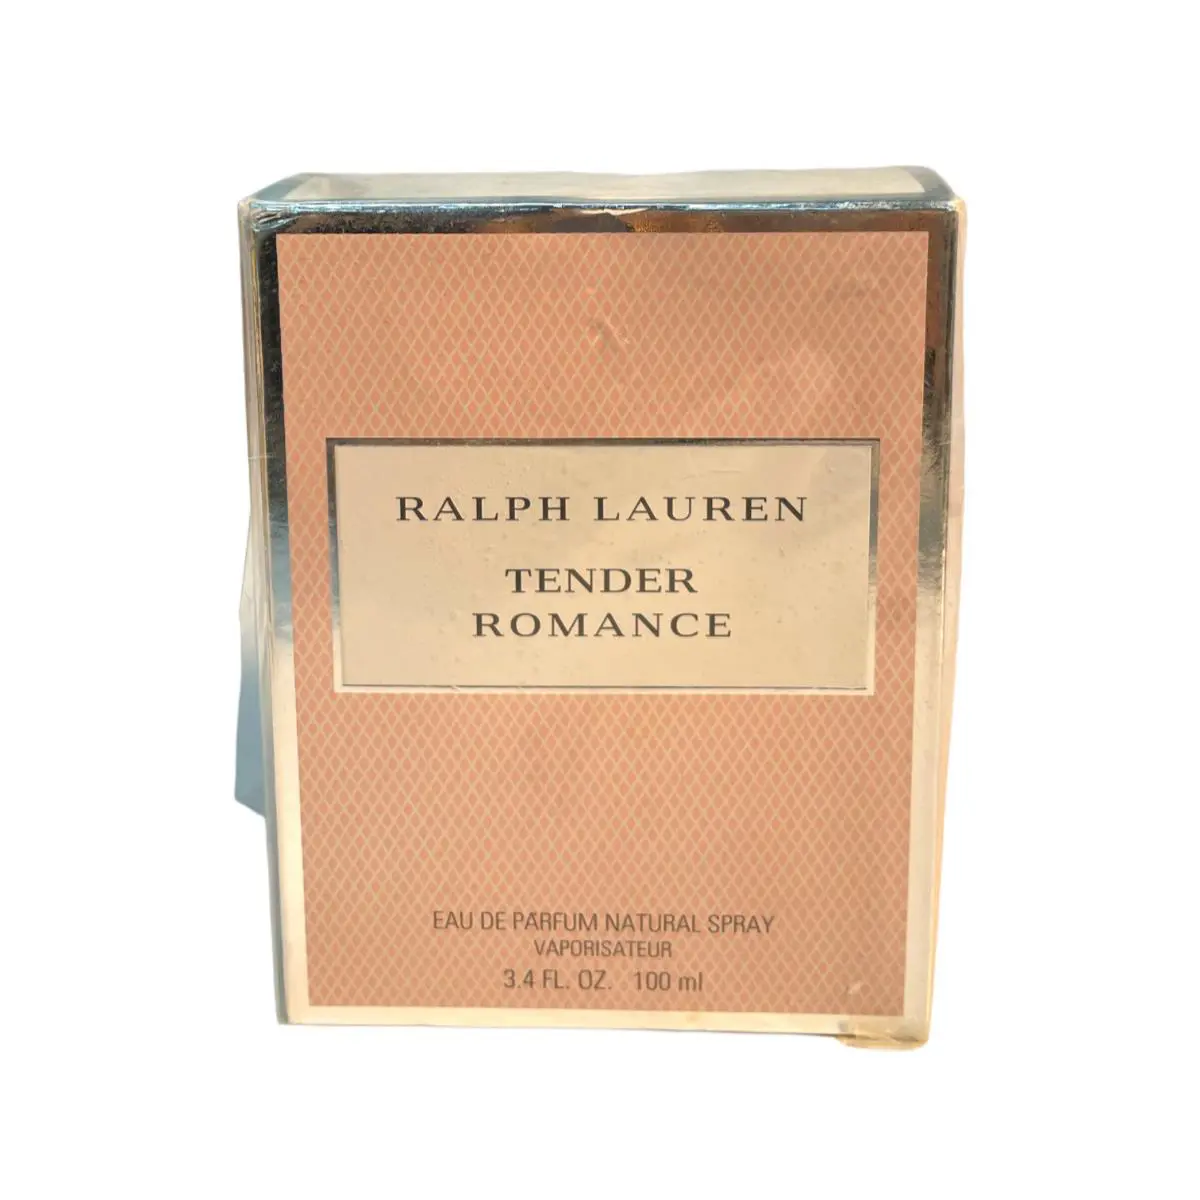 RALPH LAUREN
TENDER
ROMANCE
EAU DE PARFUM NATURAL SPRAY
VAPORISATEUR
3.4 FL. OZ. 100 ml